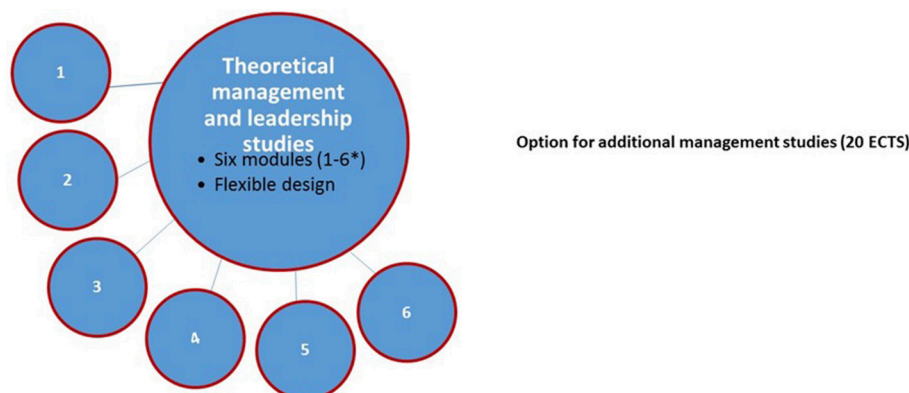 Theoretical
management
and leadership
studies
• Six modules (1-6*)
• Flexible design
1
2
3
4
5
6
Option for additional management studies (20 ECTS)